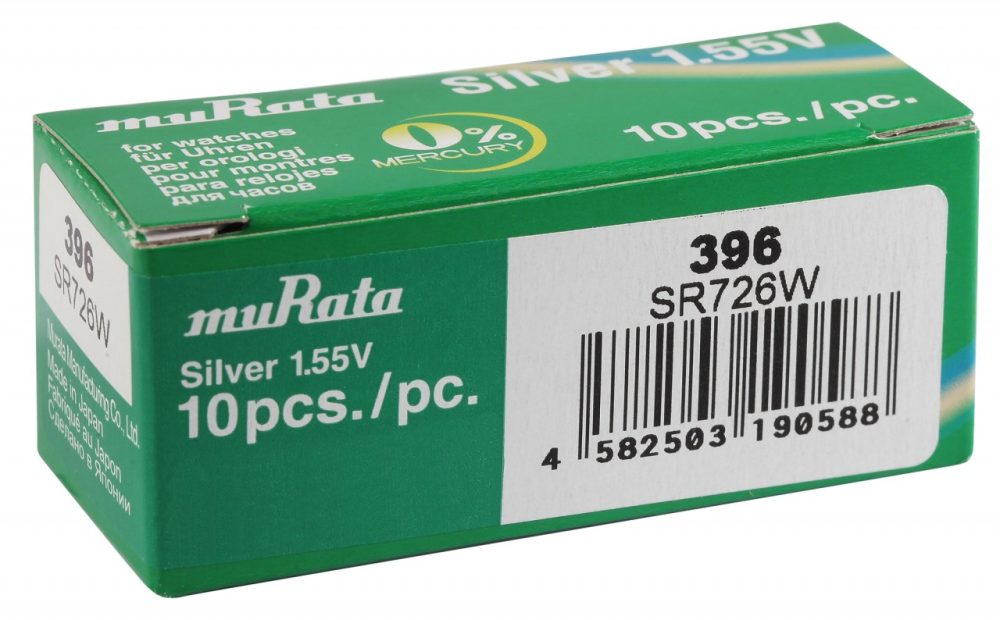 muRata
Silver 1.55V
for watches
für Uhren
per orologi
pour montres
para relojes
для часов
0%
MERCURY
10pcs./pc.
396
SR726W
Murata Manufacturing Co., Ltd.
Made in Japan
Fabriqué au Japon
Сделано в Японии
muRata
Silver 1.55V
10pcs./pc.
396
SR726W
4 582503 190588